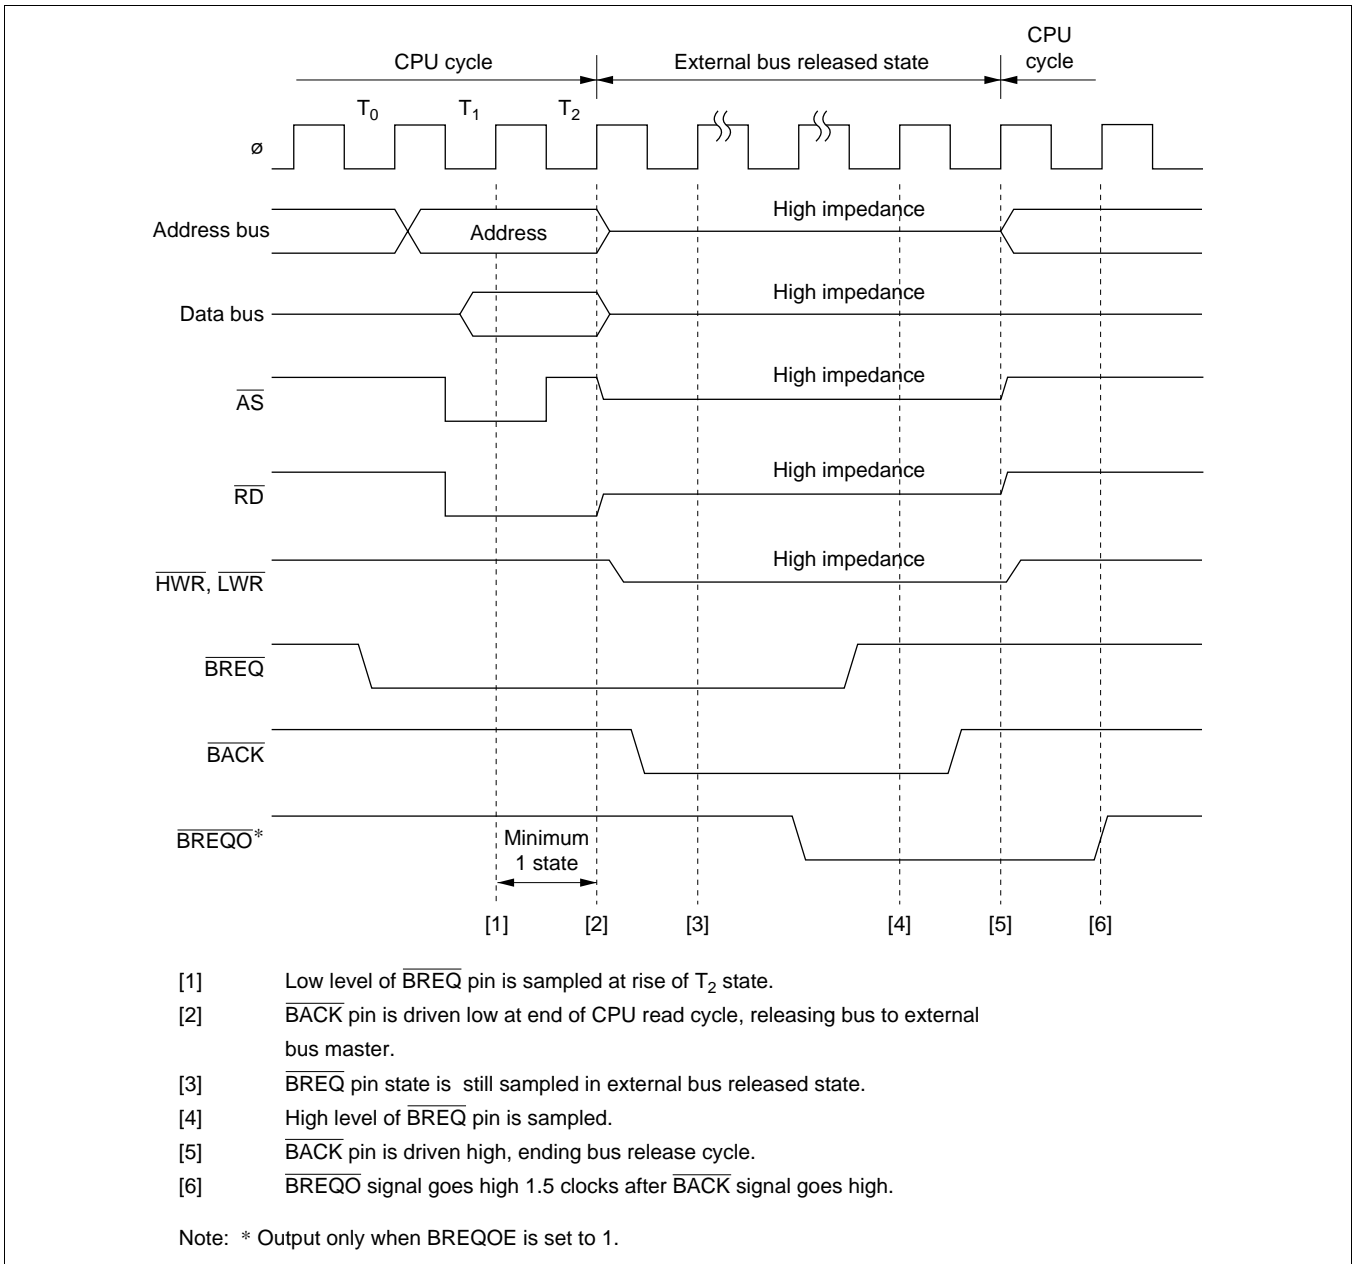 CPU cycle
External bus released state
CPU
cycle
T0
T1
T2
ø
Address bus
Address
High impedance
Data bus
High impedance
AS
High impedance
RD
High impedance
HWR, LWR
High impedance
BREQ
BACK
BREQO*
Minimum
1 state
[1]
[2]
[3]
[4]
[5]
[6]
[1] Low level of BREQ pin is sampled at rise of T2 state.
[2] BACK pin is driven low at end of CPU read cycle, releasing bus to external
bus master.
[3] BREQ pin state is still sampled in external bus released state.
[4] High level of BREQ pin is sampled.
[5] BACK pin is driven high, ending bus release cycle.
[6] BREQO signal goes high 1.5 clocks after BACK signal goes high.
Note: * Output only when BREQOE is set to 1.